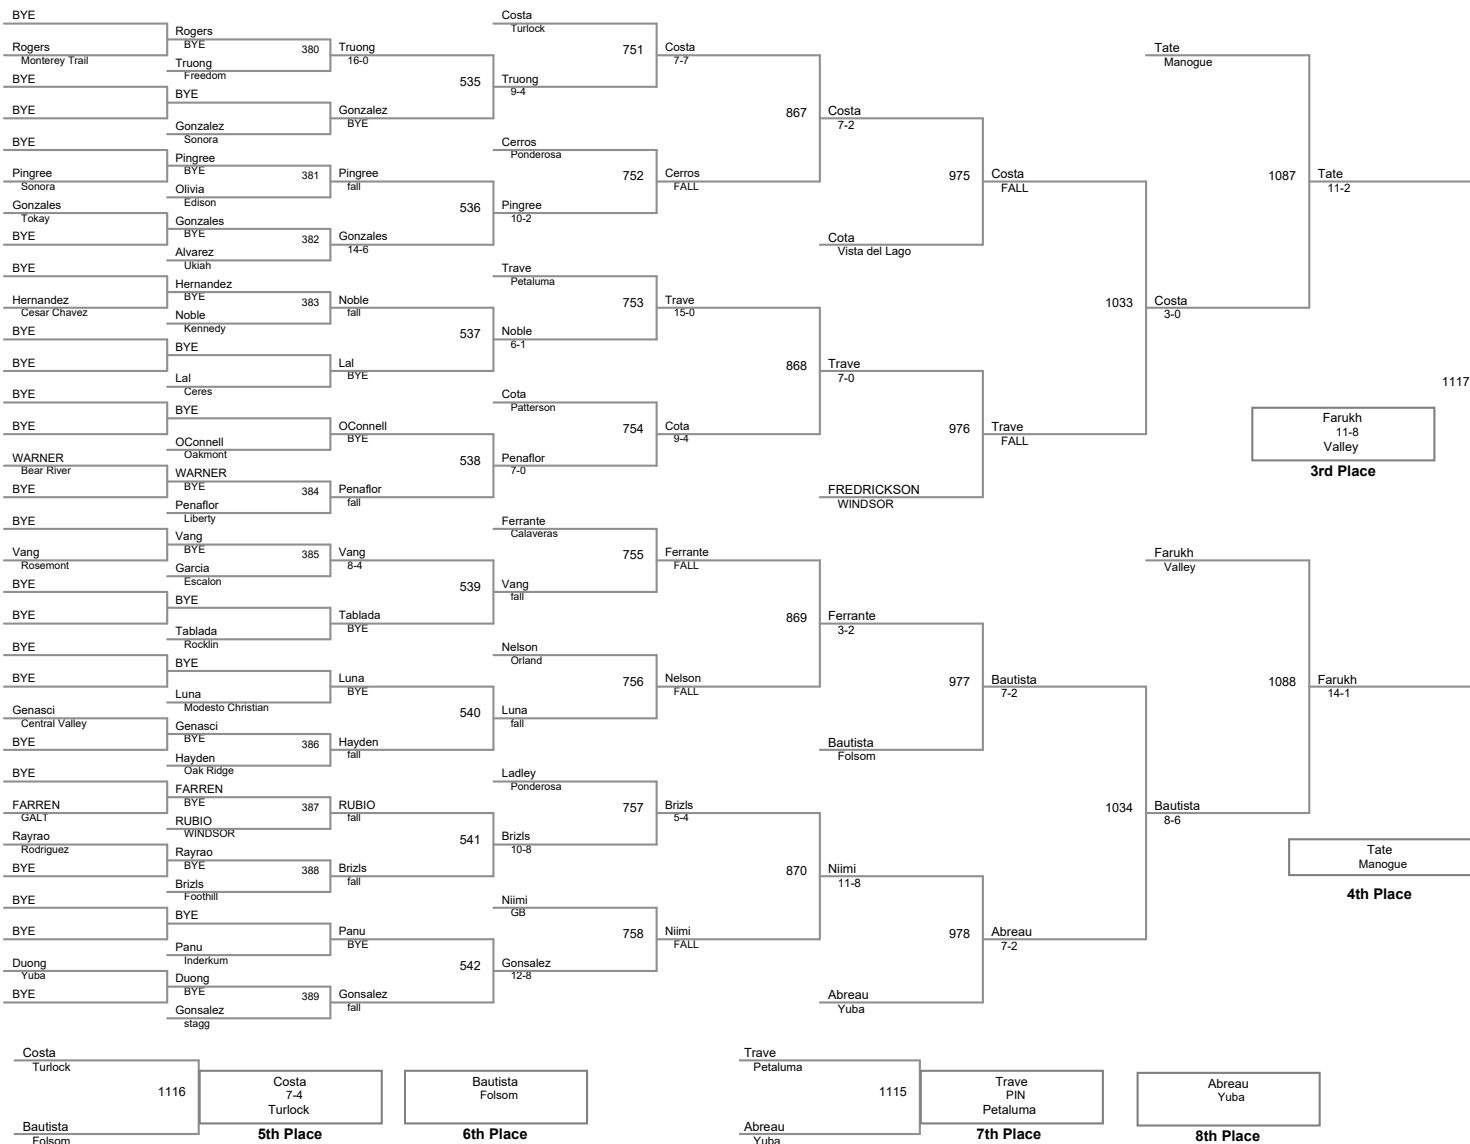 BYE
Rogers
Monterey Trail
BYE
BYE
BYE
Pingree
Sonora
Gonzales
Tokay
BYE
BYE
Hernandez
Cesar Chavez
BYE
BYE
BYE
BYE
WARNER
Bear River
BYE
BYE
Vang
Rosemont
BYE
BYE
BYE
BYE
Genasci
Central Valley
BYE
BYE
FARREN
GALT
Rayrao
Rodriguez
BYE
BYE
BYE
Duong
Yuba
BYE
Rogers
BYE
380
Truong
Freedom
BYE
Gonzalez
Sonora
Pingree
BYE
381
Olivia
Edison
Gonzales
BYE
382
Alvarez
Ukiah
Hernandez
BYE
383
Noble
Kennedy
BYE
Lal
Ceres
BYE
OConnell
Oakmont
WARNER
BYE
384
Penaflor
Liberty
Vang
BYE
385
Garcia
Escalon
BYE
Tablada
Rocklin
BYE
Luna
Modesto Christian
Genasci
BYE
386
Hayden
Oak Ridge
FARREN
BYE
387
RUBIO
WINDSOR
Rayrao
BYE
388
Brizls
Foothill
BYE
Panu
Inderkum
Duong
BYE
389
Gonsalez
stagg
Truong
16-0
535
Gonzalez
BYE
Pingree
fall
536
Gonzales
14-6
Noble
fall
537
Lal
BYE
OConnell
BYE
538
Penaflor
fall
Vang
8-4
539
Tablada
BYE
Luna
BYE
540
Hayden
fall
RUBIO
fall
541
Brizls
fall
Panu
BYE
542
Gonsalez
fall
Costa
Turlock
751
Truong
9-4
Cerros
Ponderosa
752
Pingree
10-2
Trave
Petaluma
753
Noble
6-1
Cota
Patterson
754
Penaflor
7-0
Ferrante
Calaveras
755
Vang
fall
Nelson
Orland
756
Luna
fall
Ladley
Ponderosa
757
Brizls
10-8
Niimi
GB
758
Gonsalez
12-8
Costa
7-7
867
Cerros
FALL
Trave
15-0
868
Cota
9-4
Ferrante
FALL
869
Nelson
FALL
Brizls
5-4
870
Niimi
FALL
Costa
7-2
975
Cota
Vista del Lago
Trave
7-0
976
FREDRICKSON
WINDSOR
Ferrante
3-2
977
Bautista
Folsom
Niimi
11-8
978
Abreau
Yuba
Costa
FALL
1033
Trave
FALL
Bautista
7-2
1034
Abreau
7-2
Tate
Manogue
1087
Costa
3-0
Farukh
Valley
1088
Bautista
8-6
Tate
11-2
1117
Farukh
14-1
Farukh
11-8
Valley
3rd Place
Tate
Manogue
4th Place
Costa
Turlock
1116
Bautista
Folsom
Costa
7-4
Turlock
5th Place
Bautista
Folsom
6th Place
Trave
Petaluma
1115
Abreau
Yuba
Trave
PIN
Petaluma
7th Place
Abreau
Yuba
8th Place